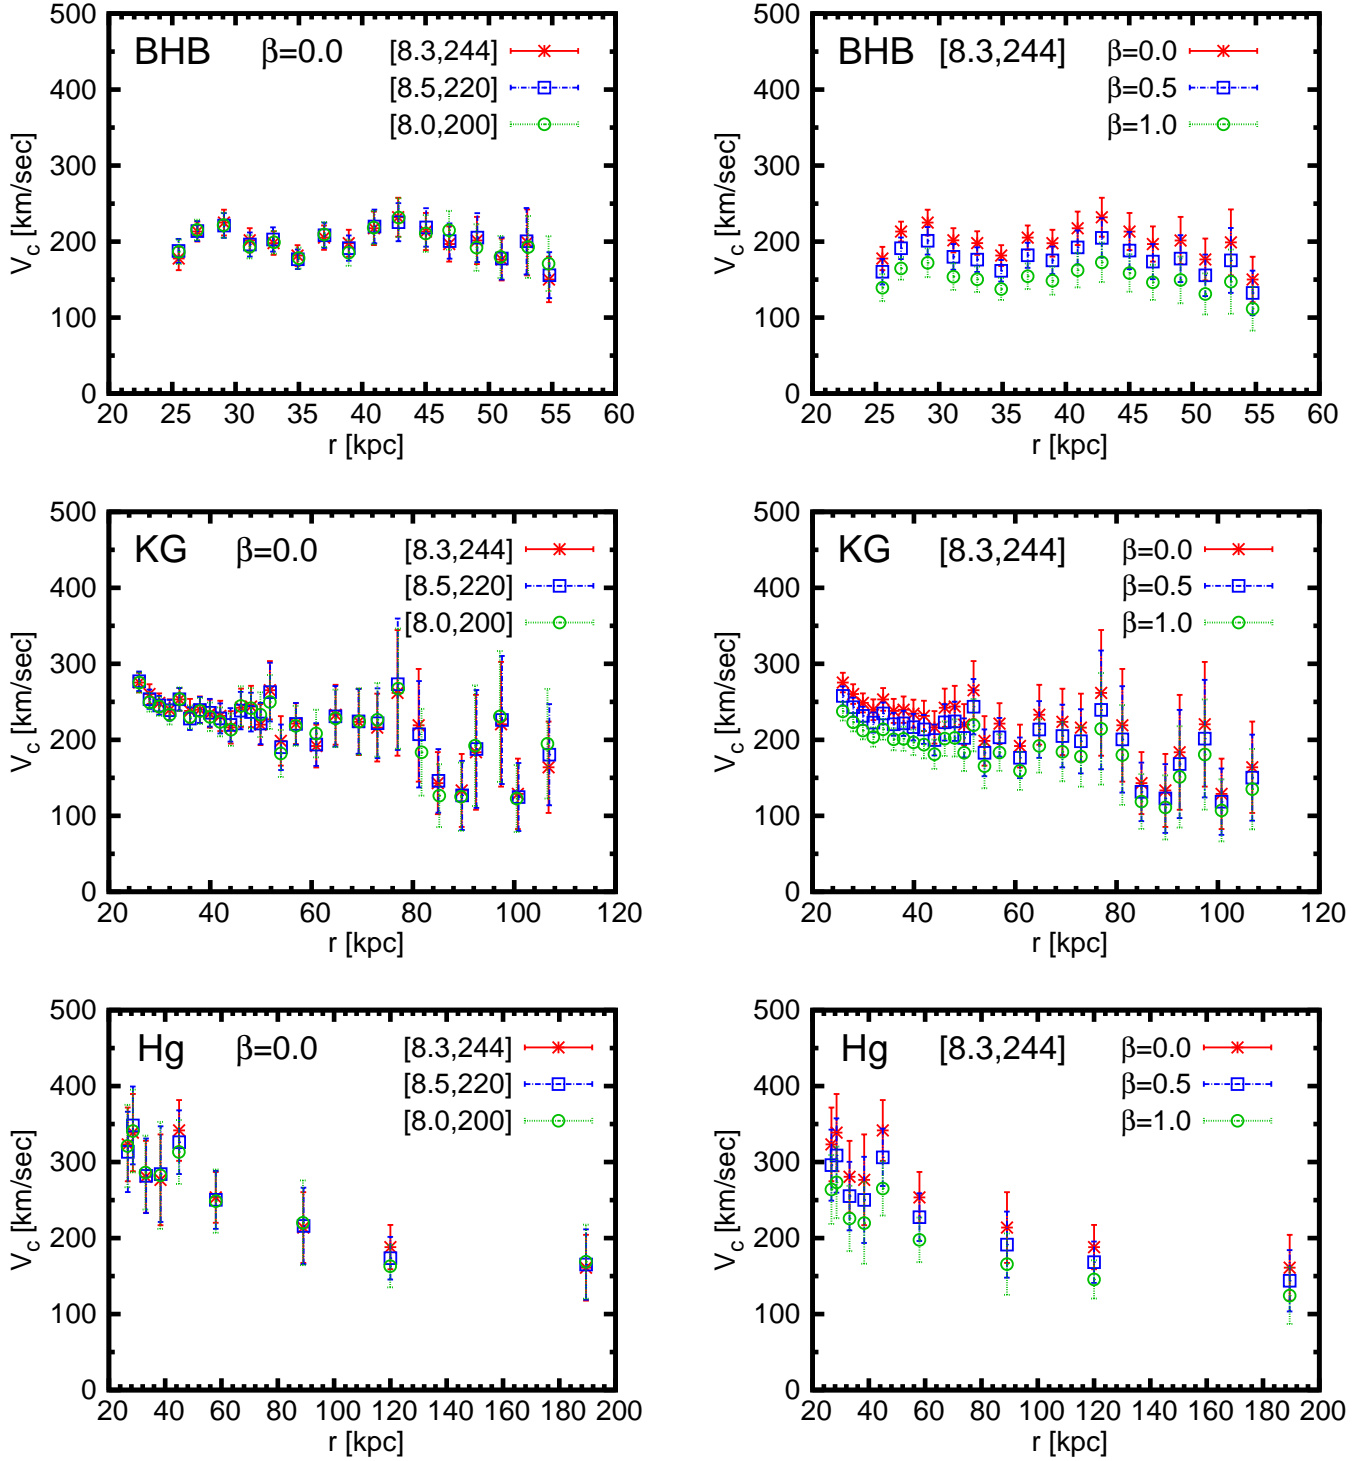 BHB β=0.0 [8.3,244]
[8.5,220]
[8.0,200]
500
400
300
200
100
0
V_c [km/sec]
20 25 30 35 40 45 50 55 60
r [kpc]
BHB [8.3,244] β=0.0
β=0.5
β=1.0
500
400
300
200
100
0
V_c [km/sec]
20 25 30 35 40 45 50 55 60
r [kpc]
KG β=0.0 [8.3,244]
[8.5,220]
[8.0,200]
500
400
300
200
100
0
V_c [km/sec]
20 40 60 80 100 120
r [kpc]
KG [8.3,244] β=0.0
β=0.5
β=1.0
500
400
300
200
100
0
V_c [km/sec]
20 40 60 80 100 120
r [kpc]
Hg β=0.0 [8.3,244]
[8.5,220]
[8.0,200]
500
400
300
200
100
0
V_c [km/sec]
20 40 60 80 100 120 140 160 180 200
r [kpc]
Hg [8.3,244] β=0.0
β=0.5
β=1.0
500
400
300
200
100
0
V_c [km/sec]
20 40 60 80 100 120 140 160 180 200
r [kpc]